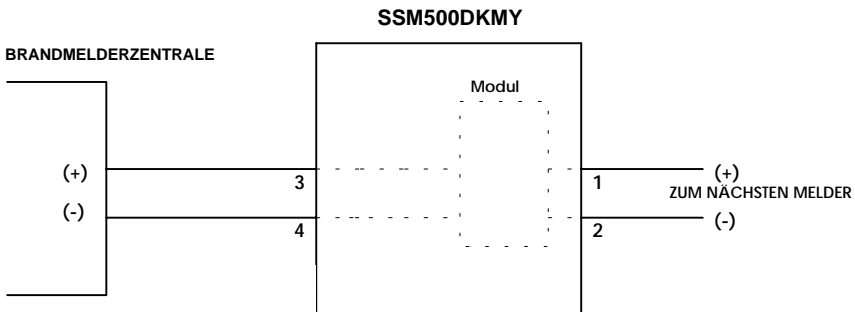 SSM500DKMY
BRANDMELDERZENTRALE
Modul
(+)
3
1
(+)
ZUM NÄCHSTEN MELDER
(-)
4
2
(-)